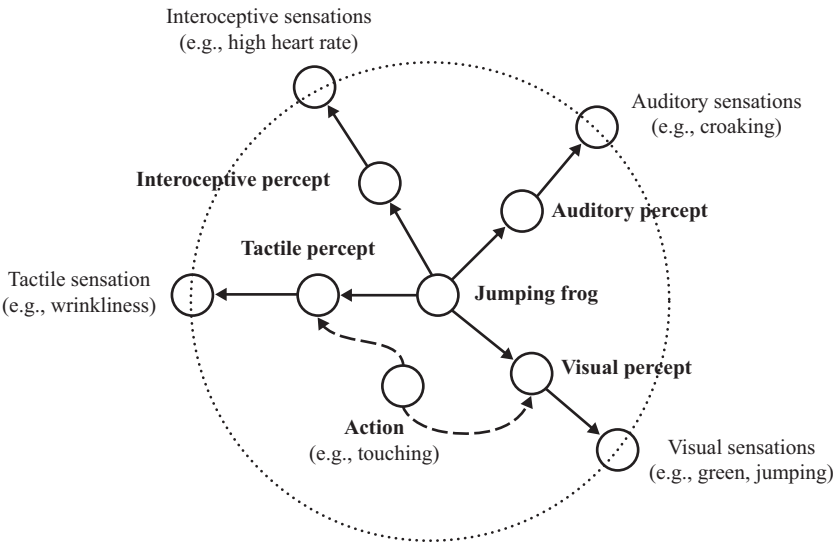 Interoceptive sensations
(e.g., high heart rate)
Auditory sensations
(e.g., croaking)
Interoceptive percept
Auditory percept
Tactile percept
Tactile sensation
(e.g., wrinkliness)
Jumping frog
Visual percept
Action
(e.g., touching)
Visual sensations
(e.g., green, jumping)